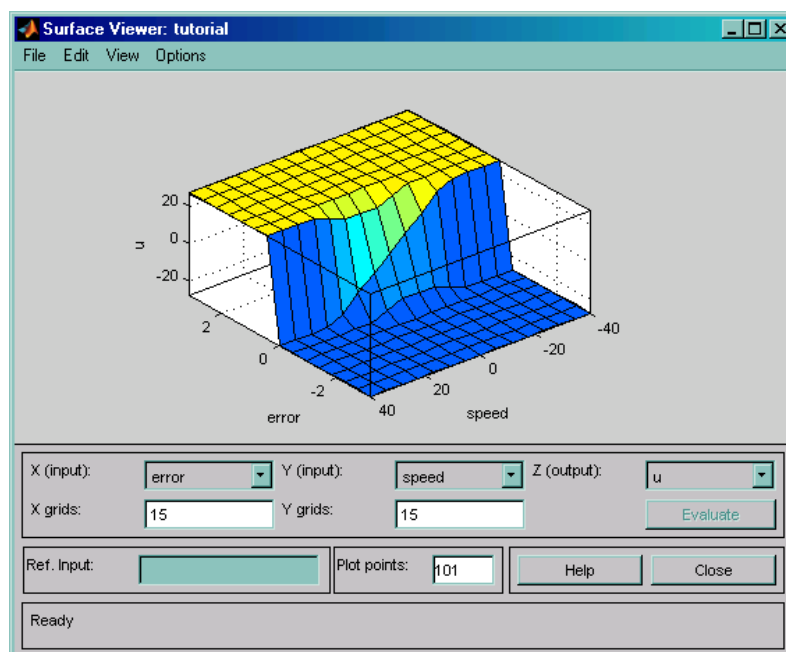 Surface Viewer: tutorial
File Edit View Options
20
0
-20
u
2
0
-2
error
40
20
0
-20
-40
speed
X (input): error Y (input): speed Z (output): u
X grids: 15 Y grids: 15 Evaluate
Ref. Input: Plot points: 101 Help Close
Ready